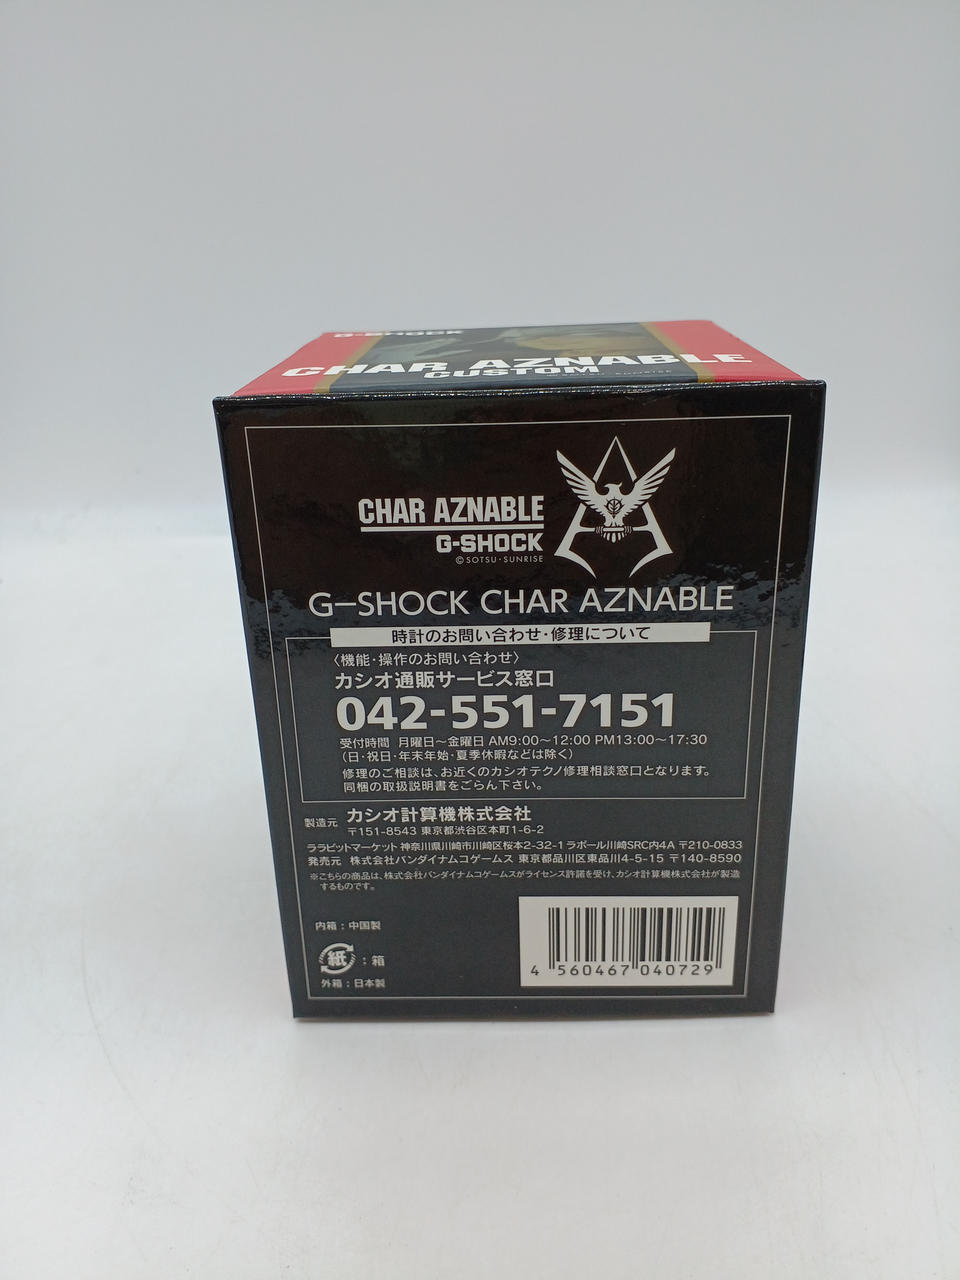 G-SHOCK
CHAR AZNABLE
CUSTOM
CHAR AZNABLE
G-SHOCK
©SOTSU・SUNRISE
G-SHOCK CHAR AZNABLE
時計のお問い合わせ・修理について
〈機能・操作のお問い合わせ〉
カシオ通販サービス窓口
042-551-7151
受付時間 月曜日～金曜日 AM9:00～12:00 PM13:00～17:30
（日・祝日・年末年始・夏季休暇などは除く）
修理のご相談は、お近くのカシオテクノ修理相談窓口となります。
同梱の取扱説明書をごらん下さい。
製造元 カシオ計算機株式会社
〒151-8543 東京都渋谷区本町1-6-2
ララビットマーケット 神奈川県川崎市川崎区桜本2-32-1 ラポール川崎SRC内4A 〒210-0833
発売元 株式会社バンダイナムコゲームス 東京都品川区東品川4-5-15 〒140-8590
※こちらの商品は、株式会社バンダイナムコゲームスがライセンス許諾を受け、カシオ計算機株式会社が製造
するものです。
内箱：中国製
紙：箱
外箱：日本製
4 560467 040729